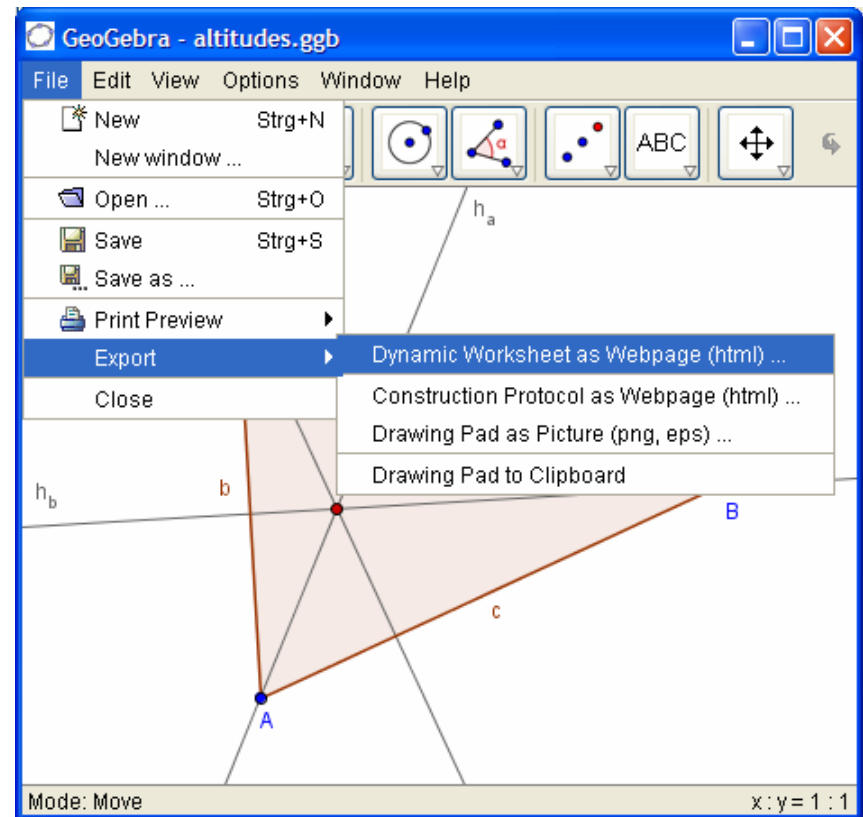 GeoGebra - altitudes.ggb
File Edit View Options Window Help
New Strg+N
New window ...
Open ... Strg+O
Save Strg+S
Save as ...
Print Preview
Export
Close
Dynamic Worksheet as Webpage (html) ...
Construction Protocol as Webpage (html) ...
Drawing Pad as Picture (png, eps) ...
Drawing Pad to Clipboard
α
ABC
ha
hb
b
B
c
A
Mode: Move x : y = 1 : 1